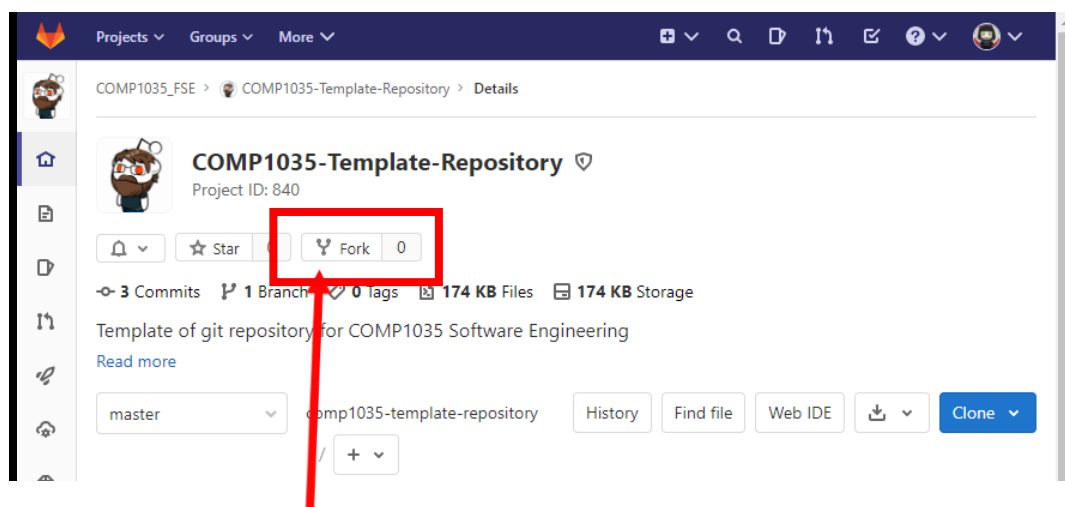 Projects Groups More
COMP1035_FSE > COMP1035-Template-Repository > Details
COMP1035-Template-Repository
Project ID: 840
Star Fork 0
3 Commits 1 Branch 0 Tags 174 KB Files 174 KB Storage
Template of git repository for COMP1035 Software Engineering
Read more
master comp1035-template-repository History Find file Web IDE Clone
/ +